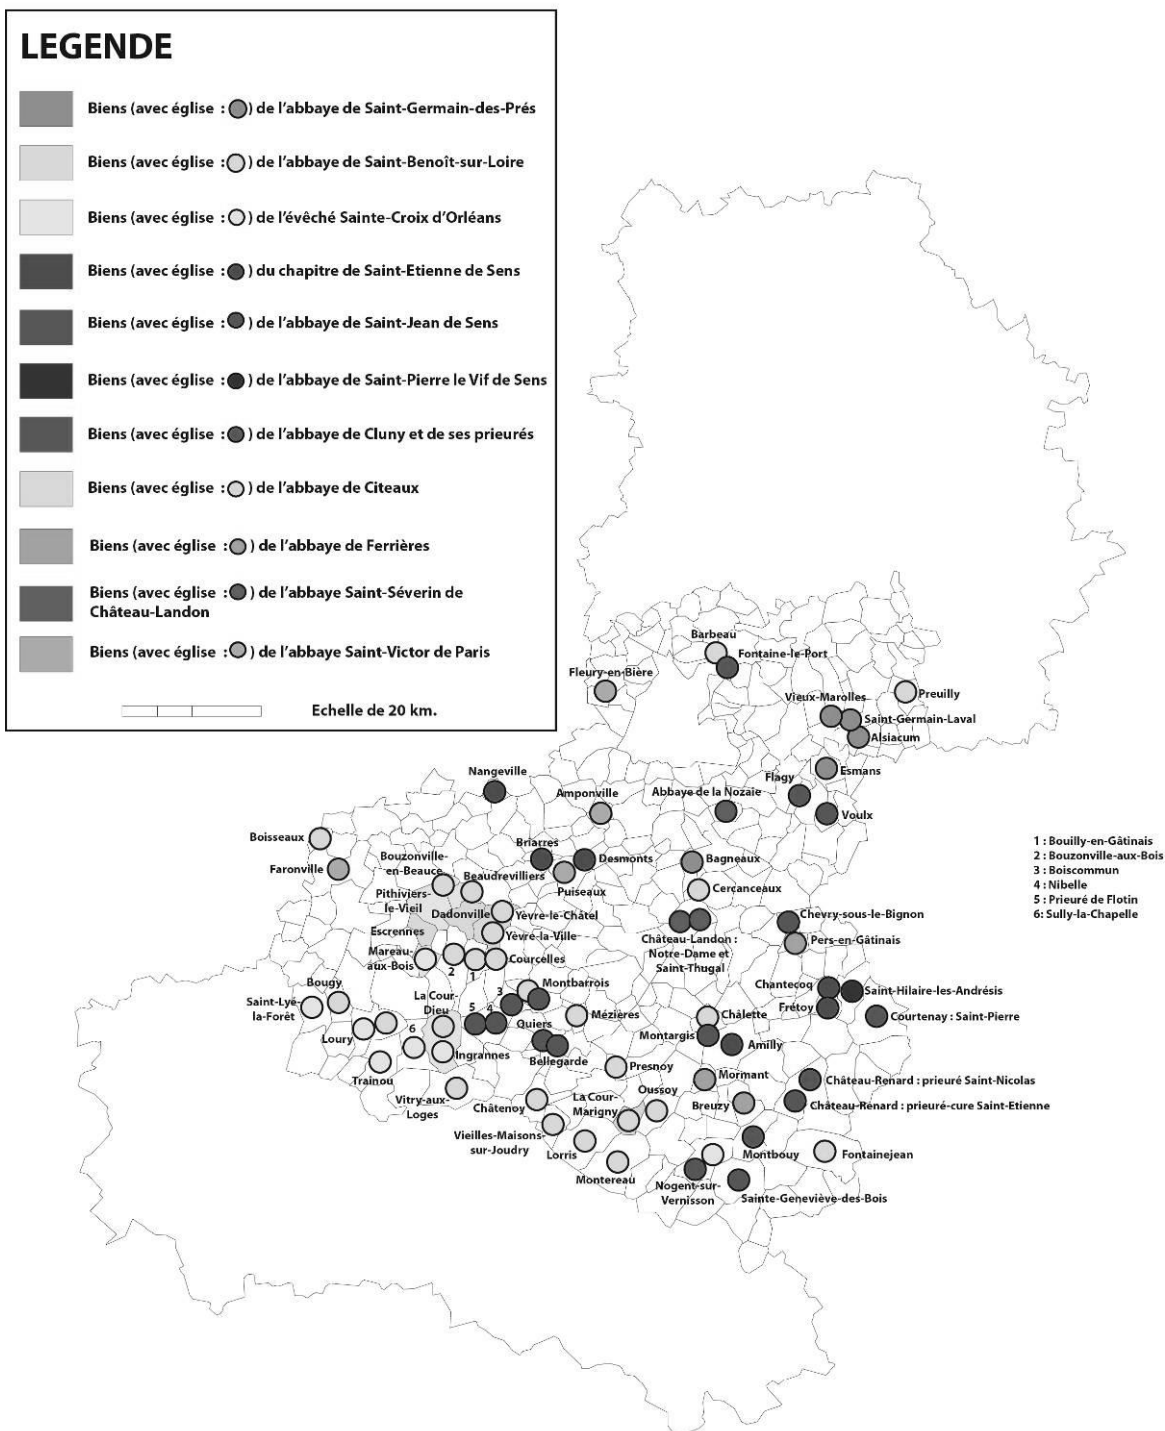 LEGENDE
Biens (avec église : ) de l'abbaye de Saint-Germain-des-Prés
Biens (avec église : ) de l'abbaye de Saint-Benoît-sur-Loire
Biens (avec église : ) de l'évêché Sainte-Croix d'Orléans
Biens (avec église : ) du chapitre de Saint-Etienne de Sens
Biens (avec église : ) de l'abbaye de Saint-Jean de Sens
Biens (avec église : ) de l'abbaye de Saint-Pierre le Vif de Sens
Biens (avec église : ) de l'abbaye de Cluny et de ses prieurés
Biens (avec église : ) de l'abbaye de Citeaux
Biens (avec église : ) de l'abbaye de Ferrières
Biens (avec église : ) de l'abbaye Saint-Séverin de
Château-Landon
Biens (avec église : ) de l'abbaye Saint-Victor de Paris
Echelle de 20 km.
Barbeau
Fontaine-le-Port
Fleury-en-Bière
Preuilly
Vieux-Marolles
Saint-Germain-Laval
Alsiacum
Esmans
Nangeville
Flagy
Amponville
Abbaye de la Nozaie
Voulx
Boisseaux
Briarres
Desmonts
Bagneaux
Faronville
Bouzonville-
en-Beauce
Beaudrevilliers
Puiseaux
Cerçanceaux
Pithiviers-
le-Vieil
Dadonville
Yèvre-le-Châtel
Chevry-sous-le-Bignon
Escrennes
Yèvre-la-Ville
Château-Landon :
Notre-Dame et
Saint-Thugal
Pers-en-Gâtinais
Mareau-
aux-Bois
2
1
Courcelles
Bougy
Montbarrois
Chantecoq
Saint-Hilaire-les-Andrésis
Saint-Lyé-
la-Forêt
La Cour-
Dieu
3
5
4
Mézières
Châlette
Frétoy
Courtenay : Saint-Pierre
Loury
6
Quiers
Montargis
Amilly
Ingrannes
Bellegarde
Trainou
Presnoy
Mormant
Château-Renard : prieuré Saint-Nicolas
Vitry-aux-
Loges
Châtenoy
La Cour-
Marigny
Oussoy
Breuzy
Château-Renard : prieuré-cure Saint-Etienne
Vieilles-Maisons-
sur-Joudry
Lorris
Montbouy
Fontainejean
Montereau
Nogent-sur-
Vernisson
Sainte-Geneviève-des-Bois
1 : Bouilly-en-Gâtinais
2 : Bouzonville-aux-Bois
3 : Boiscommun
4 : Nibelle
5 : Prieuré de Flotin
6: Sully-la-Chapelle